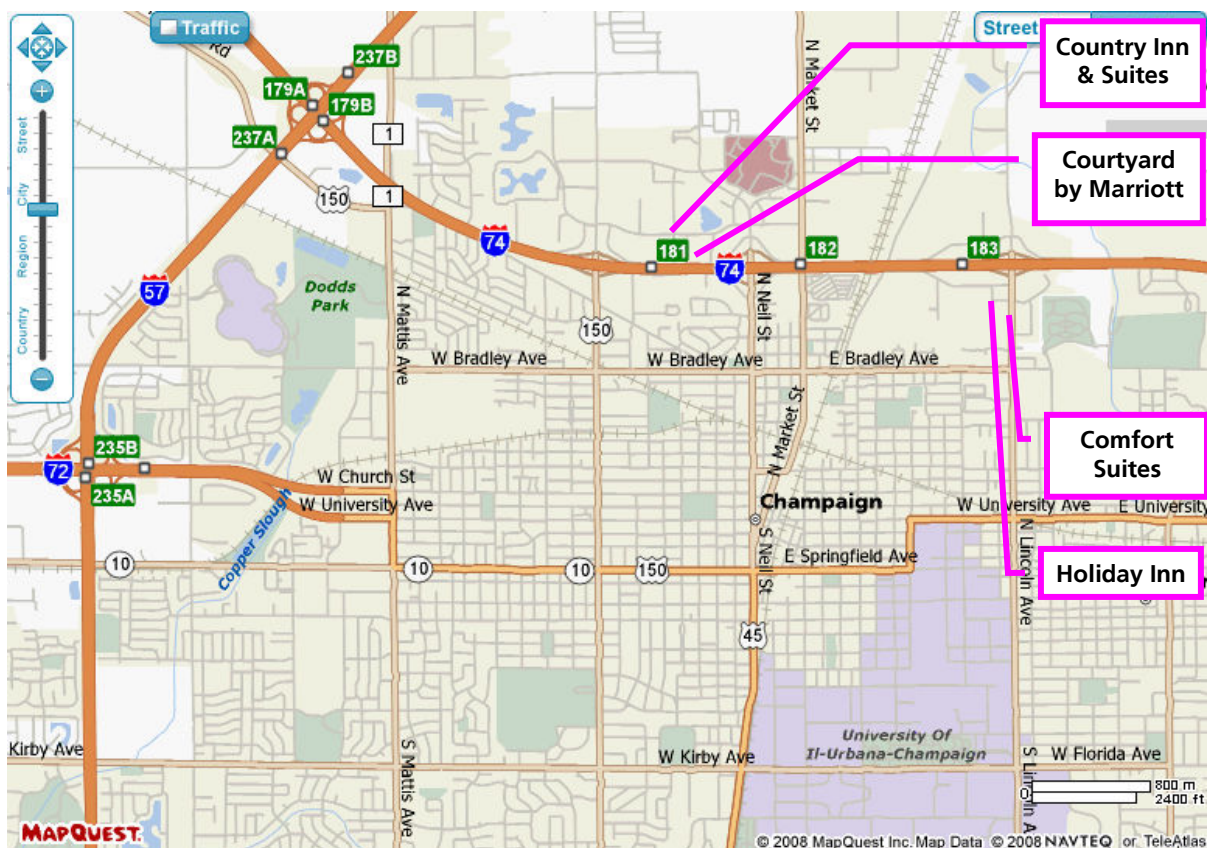 Traffic
Street
Country Inn
& Suites
Courtyard
by Marriott
Rd
237B
179A
179B
237A
1
1
150
N Market St
Street
City
Region
Country
74
181
74
182
183
57
Dodds
Park
N Mattis Ave
150
N Neil St
W Bradley Ave
W Bradley Ave
E Bradley Ave
N Market St
Comfort
Suites
235B
72
235A
W Church St
W University Ave
Copper Slough
Champaign
W University Ave
E University
10
10
10
150
S Neil St
E Springfield Ave
N Lincoln Ave
Holiday Inn
45
University Of
Il-Urbana-Champaign
Kirby Ave
S Mattis Ave
W Kirby Ave
W Florida Ave
S Lincoln A
0
800 m
2400 ft
MAPQUEST.
© 2008 MapQuest Inc. Map Data © 2008 NAVTEQ or TeleAtlas